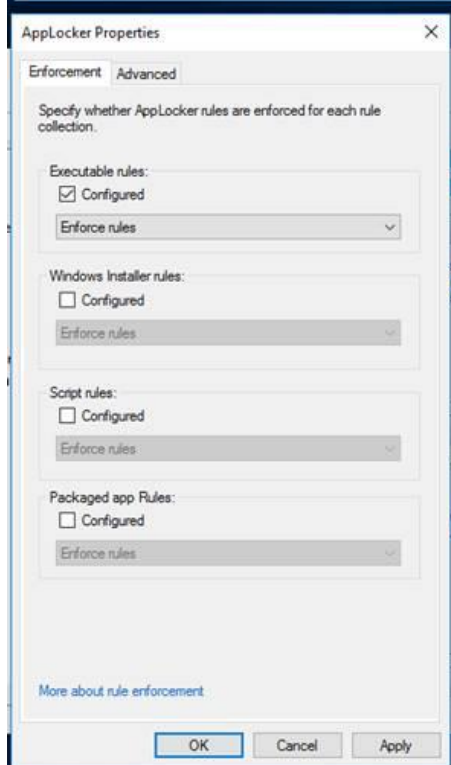 AppLocker Properties
Enforcement Advanced
Specify whether AppLocker rules are enforced for each rule
collection.
Executable rules:
Configured
Enforce rules
Windows Installer rules:
Configured
Enforce rules
Script rules:
Configured
Enforce rules
Packaged app Rules:
Configured
Enforce rules
More about rule enforcement
OK Cancel Apply